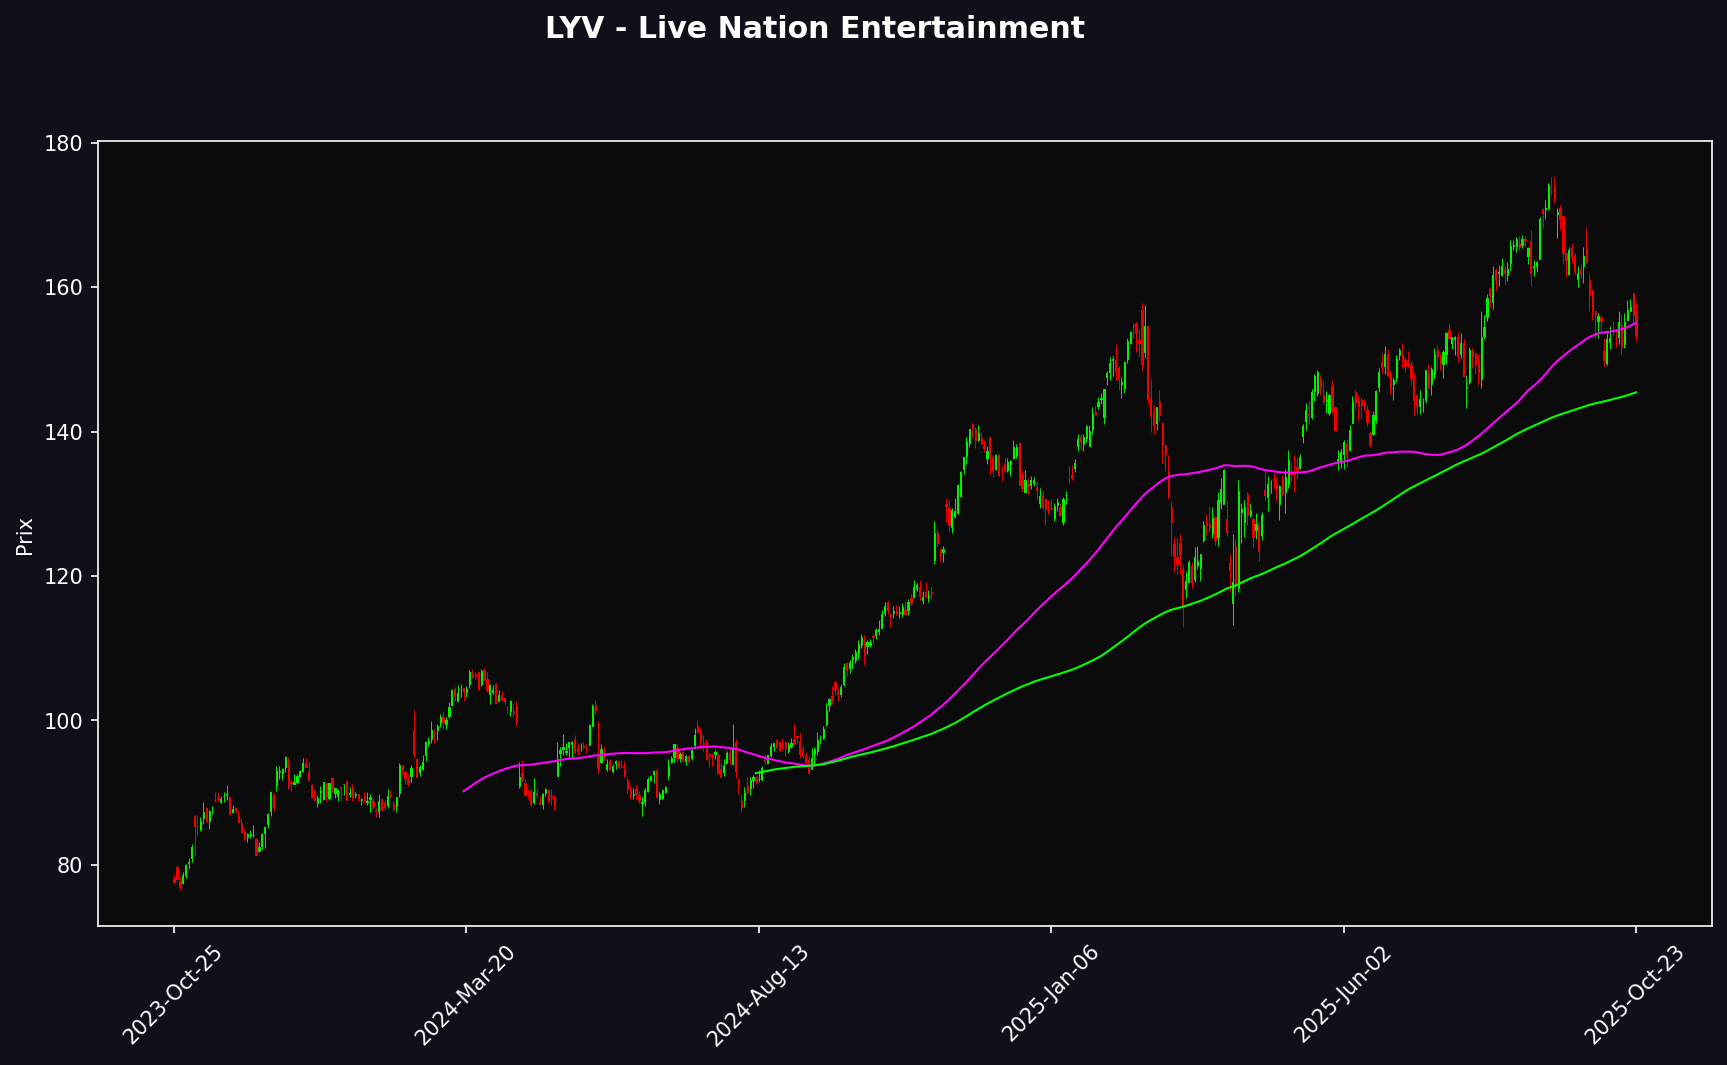 LYV - Live Nation Entertainment
180
160
140
120
100
80
Prix
2023-Oct-25
2024-Mar-20
2024-Aug-13
2025-Jan-06
2025-Jun-02
2025-Oct-23